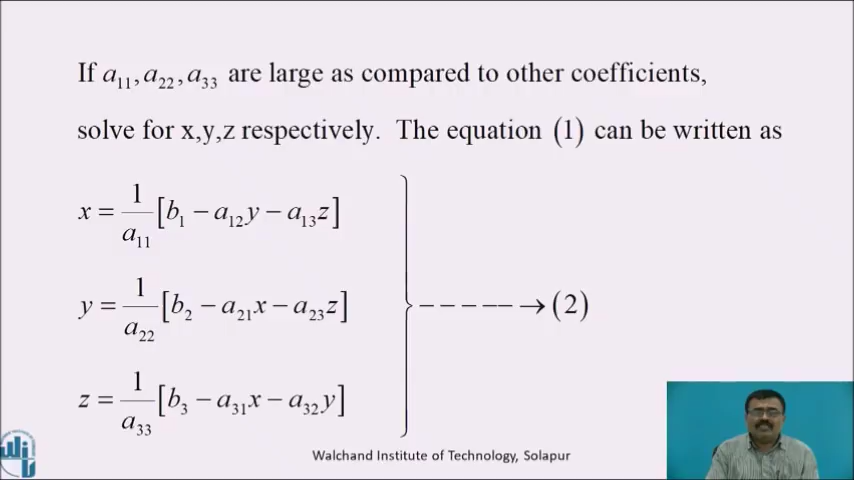 If a₁₁, a₂₂, a₃₃ are large as compared to other coefficients,
solve for x,y,z respectively. The equation (1) can be written as
x = 1/a₁₁ [b₁ − a₁₂y − a₁₃z]
y = 1/a₂₂ [b₂ − a₂₁x − a₂₃z] −−−−−→(2)
z = 1/a₃₃ [b₃ − a₃₁x − a₃₂y]
Walchand Institute of Technology, Solapur